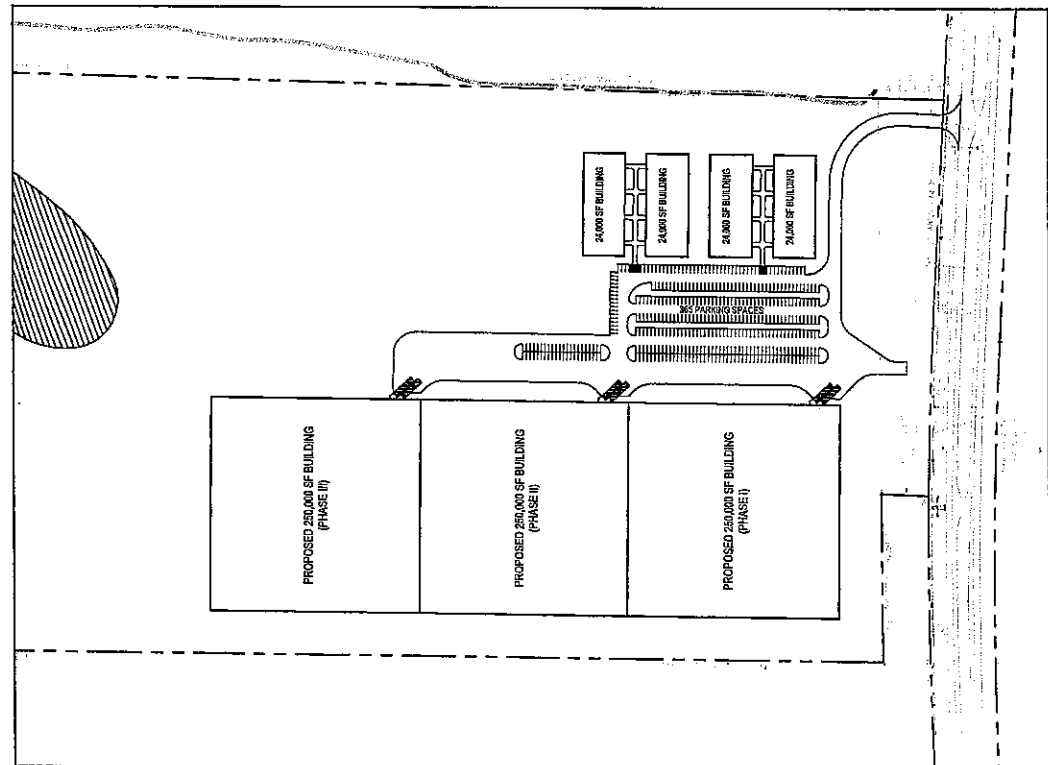 24,000 SF BUILDING
24,000 SF BUILDING
24,000 SF BUILDING
24,000 SF BUILDING
365 PARKING SPACES
PROPOSED 250,000 SF BUILDING
(PHASE III)
PROPOSED 250,000 SF BUILDING
(PHASE II)
PROPOSED 250,000 SF BUILDING
(PHASE I)